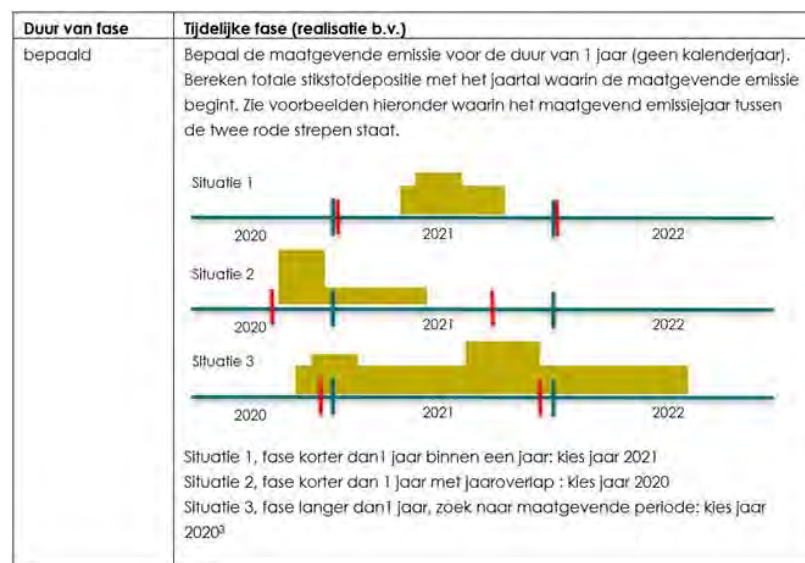 Duur van fase
Tijdelijke fase (realisatie b.v.)
bepaald
Bepaal de maatgevende emissie voor de duur van 1 jaar (geen kalenderjaar).
Bereken totale stikstofdepositie met het jaartal waarin de maatgevende emissie
begint. Zie voorbeelden hieronder waarin het maatgevend emissiejaar tussen
de twee rode strepen staat.
Situatie 1
2020
2021
2022
Situatie 2
2020
2021
2022
Situatie 3
2020
2021
2022
Situatie 1, fase korter dan1 jaar binnen een jaar: kies jaar 2021
Situatie 2, fase korter dan 1 jaar met jaaroverlap : kies jaar 2020
Situatie 3, fase langer dan1 jaar, zoek naar maatgevende periode: kies jaar
2020³